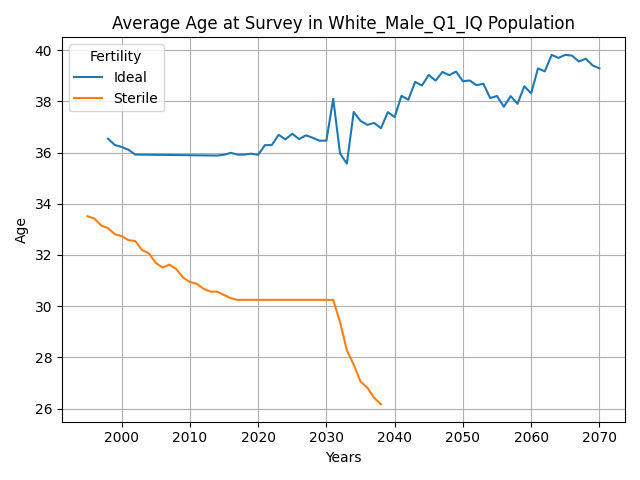 Average Age at Survey in White_Male_Q1_IQ Population
Fertility
Ideal
Sterile
Age
40
38
36
34
32
30
28
26
2000 2010 2020 2030 2040 2050 2060 2070
Years